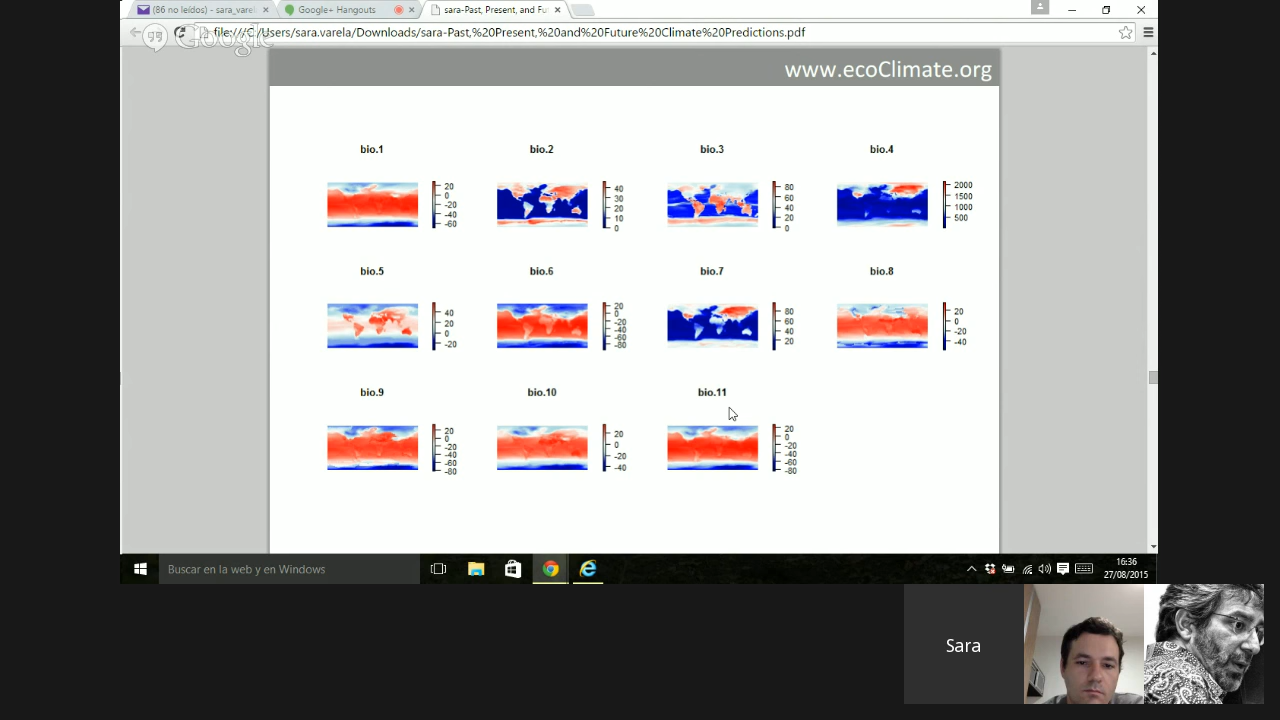 (86 no leídos) - sara_vare
Google+ Hangouts
sara-Past, Present, and Fu
Google
file:///C:/Users/sara.varela/Downloads/sara-Past,%20Present,%20and%20Future%20Climate%20Predictions.pdf
www.ecoClimate.org
bio.1
bio.2
bio.3
bio.4
20
0
-20
-40
-60
40
30
20
10
0
80
60
40
20
0
2000
1500
1000
500
bio.5
bio.6
bio.7
bio.8
40
20
0
-20
20
0
-20
-40
-60
-80
80
60
40
20
20
0
-20
-40
bio.9
bio.10
bio.11
20
0
-20
-40
-60
-80
20
0
-20
-40
20
0
-20
-40
-60
-80
Buscar en la web y en Windows
16:36
27/08/2015
Sara